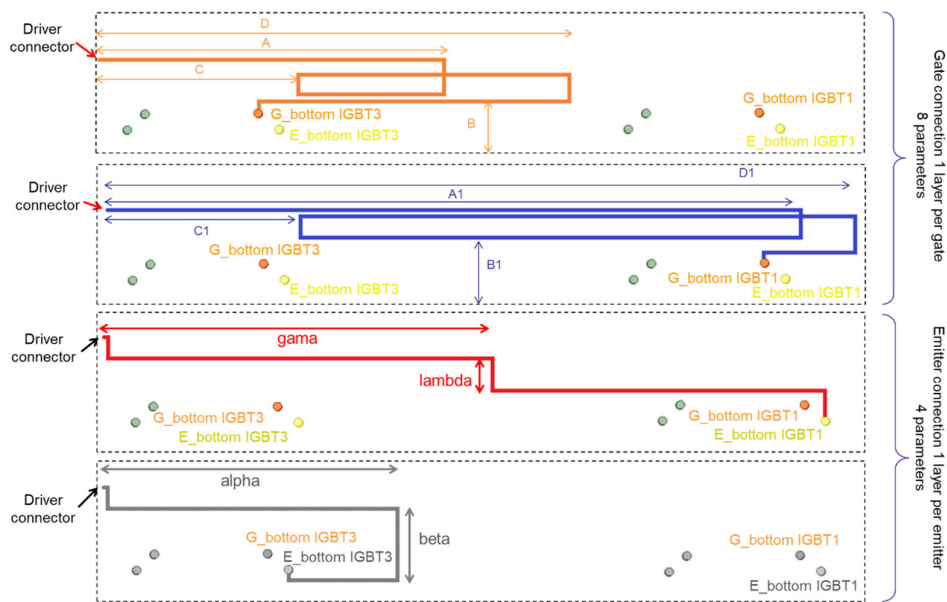 Driver
connector
D
A
C
B
G_bottom IGBT3
E_bottom IGBT3
G_bottom IGBT1
E_bottom IGBT1
Gate connection 1 layer per gate
8 parameters
Driver
connector
D1
A1
C1
B1
G_bottom IGBT3
E_bottom IGBT3
G_bottom IGBT1
E_bottom IGBT1
Driver
connector
gama
lambda
G_bottom IGBT3
E_bottom IGBT3
G_bottom IGBT1
E_bottom IGBT1
Emitter connection 1 layer per emitter
4 parameters
Driver
connector
alpha
beta
G_bottom IGBT3
E_bottom IGBT3
G_bottom IGBT1
E_bottom IGBT1